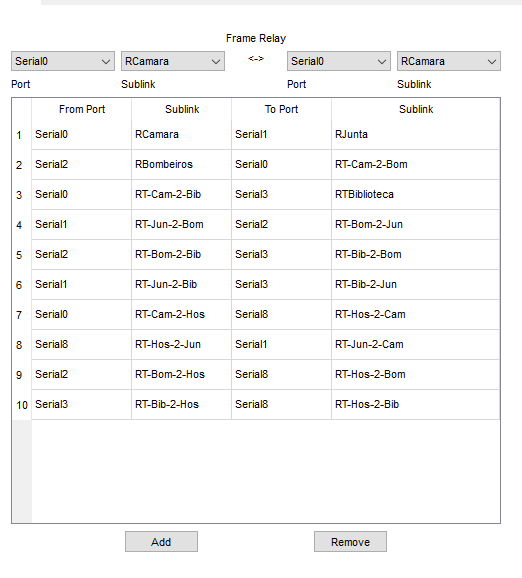 Frame Relay
Serial0 RCamara <-> Serial0 RCamara
Port Sublink Port Sublink
From Port Sublink To Port Sublink
1 Serial0 RCamara Serial1 RJunta
2 Serial2 RBombeiros Serial0 RT-Cam-2-Bom
3 Serial0 RT-Cam-2-Bib Serial3 RTBiblioteca
4 Serial1 RT-Jun-2-Bom Serial2 RT-Bom-2-Jun
5 Serial2 RT-Bom-2-Bib Serial3 RT-Bib-2-Bom
6 Serial1 RT-Jun-2-Bib Serial3 RT-Bib-2-Jun
7 Serial0 RT-Cam-2-Hos Serial8 RT-Hos-2-Cam
8 Serial8 RT-Hos-2-Jun Serial1 RT-Jun-2-Cam
9 Serial2 RT-Bom-2-Hos Serial8 RT-Hos-2-Bom
10 Serial3 RT-Bib-2-Hos Serial8 RT-Hos-2-Bib
Add Remove